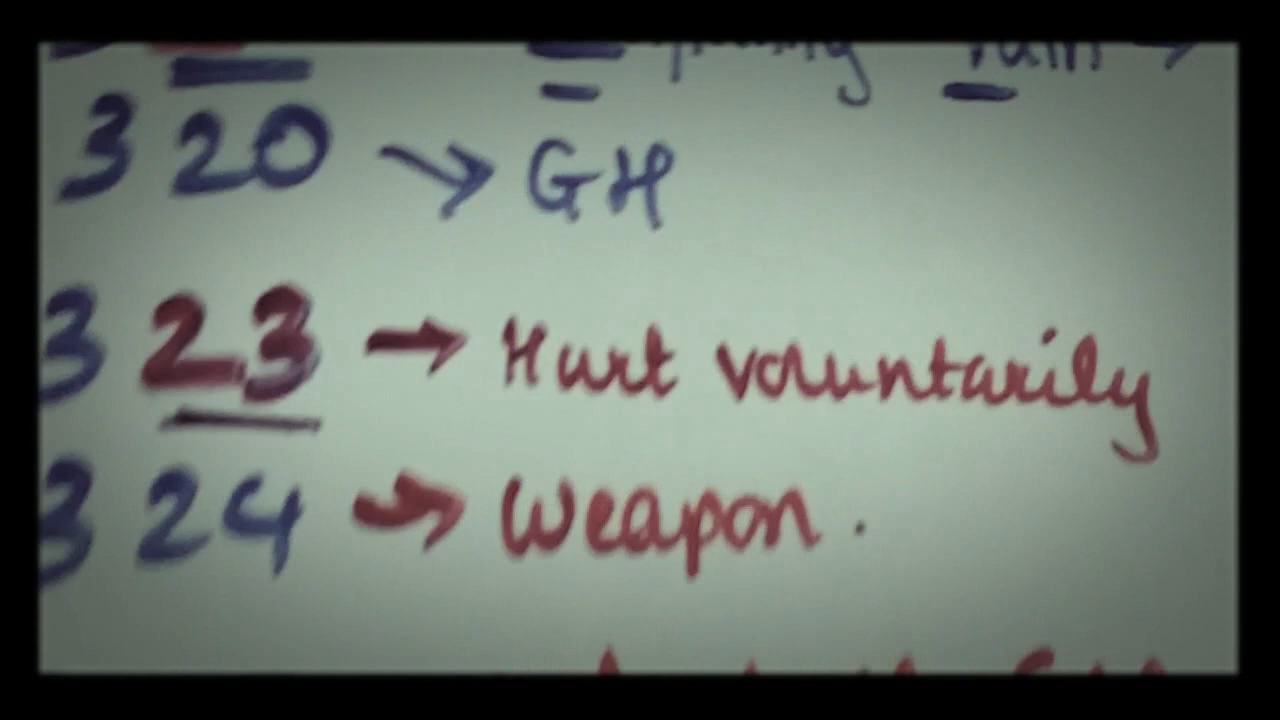 320 → GH
323 → Hurt voluntarily
324 → Weapon.